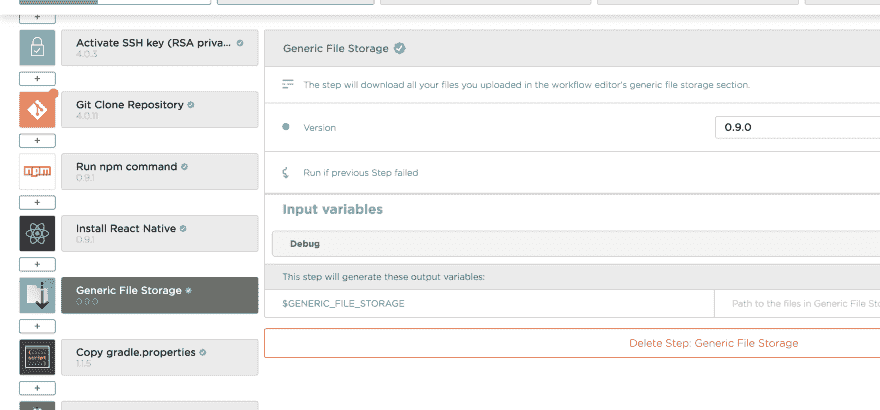 Activate SSH key (RSA priva...
4.0.3
Git Clone Repository
4.0.11
Run npm command
0.9.1
Install React Native
0.9.1
Generic File Storage
0.9.0
Copy gradle.properties
1.1.5
Generic File Storage
The step will download all your files you uploaded in the workflow editor's generic file storage section.
Version
0.9.0
Run if previous Step failed
Input variables
Debug
This step will generate these output variables:
$GENERIC_FILE_STORAGE
Path to the files in Generic File Sto
Delete Step: Generic File Storage
npm